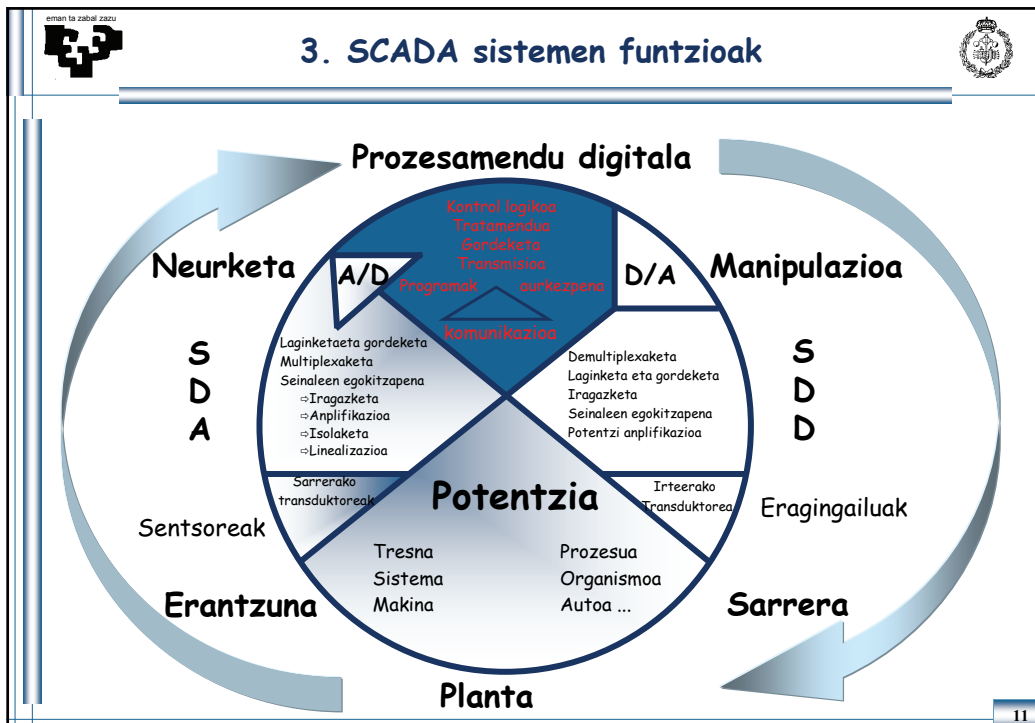 eman ta zabal zazu
3. SCADA sistemen funtzioak
Prozesamendu digitala
Kontrol logikoa
Tratamendua
Gordeketa
Transmisioa
Programak aurkezpena
komunikazioa
Neurketa
A/D
D/A
Manipulazioa
S
D
A
Laginketaeta gordeketa
Multiplexaketa
Seinaleen egokitzapena
⇨Iragazketa
⇨Anplifikazioa
⇨Isolaketa
⇨Linealizazioa
Demultiplexaketa
Laginketa eta gordeketa
Iragazketa
Seinaleen egokitzapena
Potentzi anplifikazioa
S
D
D
Sarrerako
transduktoreak
Sentsoreak
Potentzia
Irteerako
Transduktorea
Eragingailuak
Tresna
Sistema
Makina
Prozesua
Organismoa
Autoa ...
Erantzuna
Sarrera
Planta
11